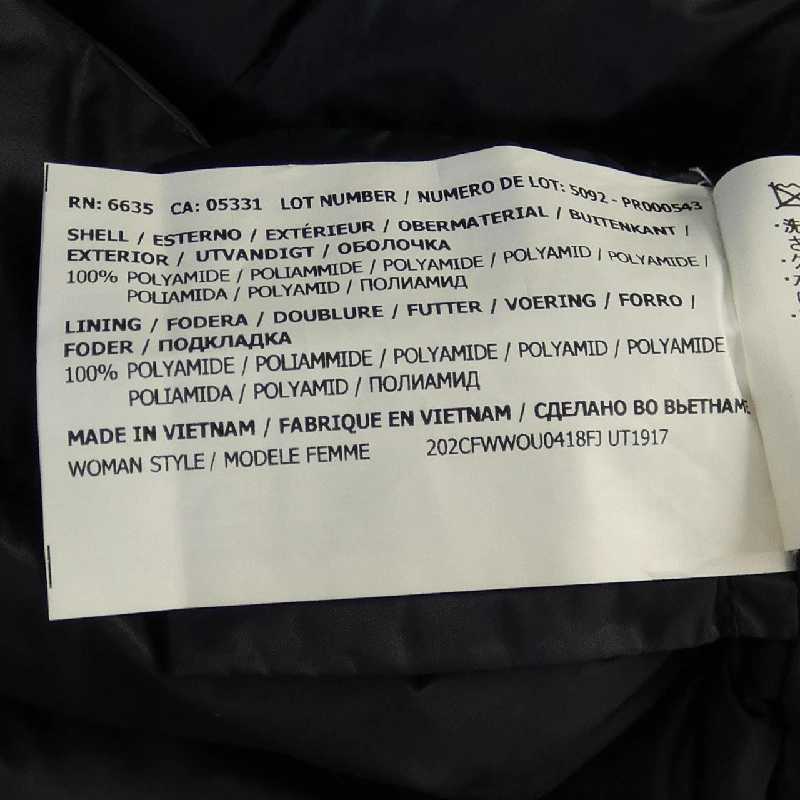 RN: 6635 CA: 05331 LOT NUMBER / NUMERO DE LOT: 5092 - PR000543
SHELL / ESTERNO / EXTÉRIEUR / OBERMATERIAL / BUITENKANT /
EXTERIOR / UTVANDIGT / ОБОЛОЧКА
100% POLYAMIDE / POLIAMMIDE / POLYAMIDE / POLYAMID / POLYAMIDE /
POLIAMIDA / POLYAMID / ПОЛИАМИД
LINING / FODERA / DOUBLURE / FUTTER / VOERING / FORRO /
FODER / ПОДКЛАДКА
100% POLYAMIDE / POLIAMMIDE / POLYAMIDE / POLYAMID / POLYAMIDE
POLIAMIDA / POLYAMID / ПОЛИАМИД
MADE IN VIETNAM / FABRIQUE EN VIETNAM / СДЕЛАНО ВО ВЬЕТНАМЕ
WOMAN STYLE / MODELE FEMME 202CFWWOU0418FJ UT1917
・洗